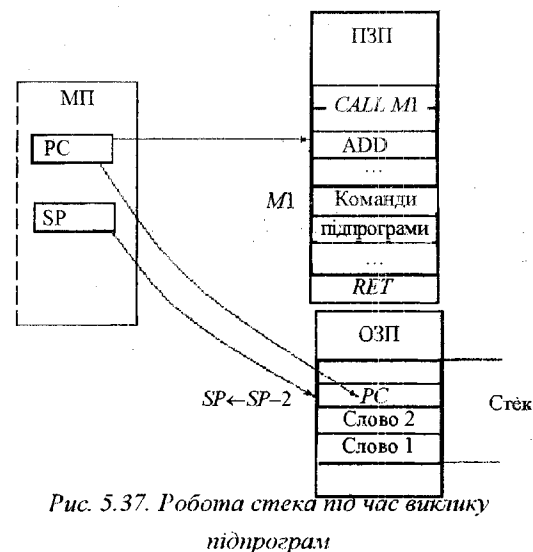 ПЗП
МП
CALL M1
PC
ADD
...
M1
Команди
SP
підпрограми
...
RET
ОЗП
SP←SP–2
PC
Стек
Слово 2
Слово 1
Рис. 5.37. Робота стека під час виклику
підпрограм